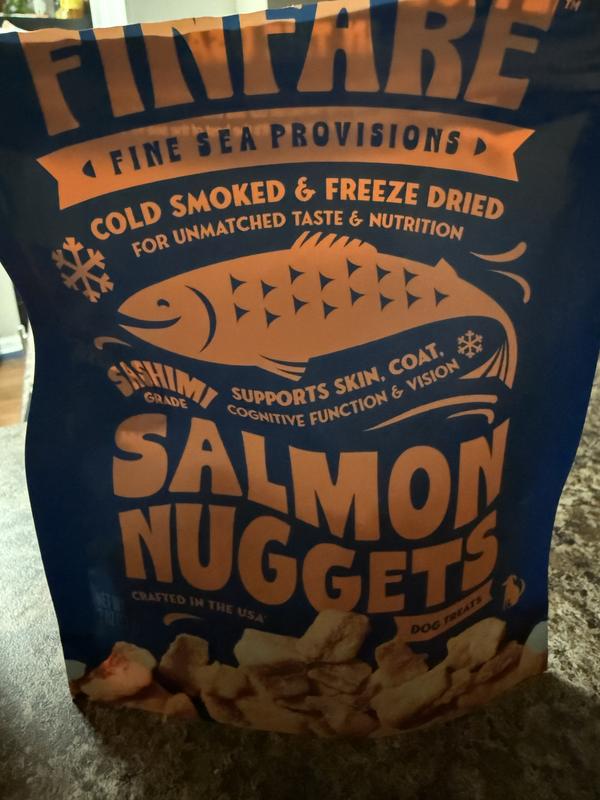 FINFARE™
FINE SEA PROVISIONS
COLD SMOKED & FREEZE DRIED
FOR UNMATCHED TASTE & NUTRITION
SASHIMI
GRADE
SUPPORTS SKIN, COAT,
COGNITIVE FUNCTION & VISION
SALMON
NUGGETS
CRAFTED IN THE USA
DOG TREATS